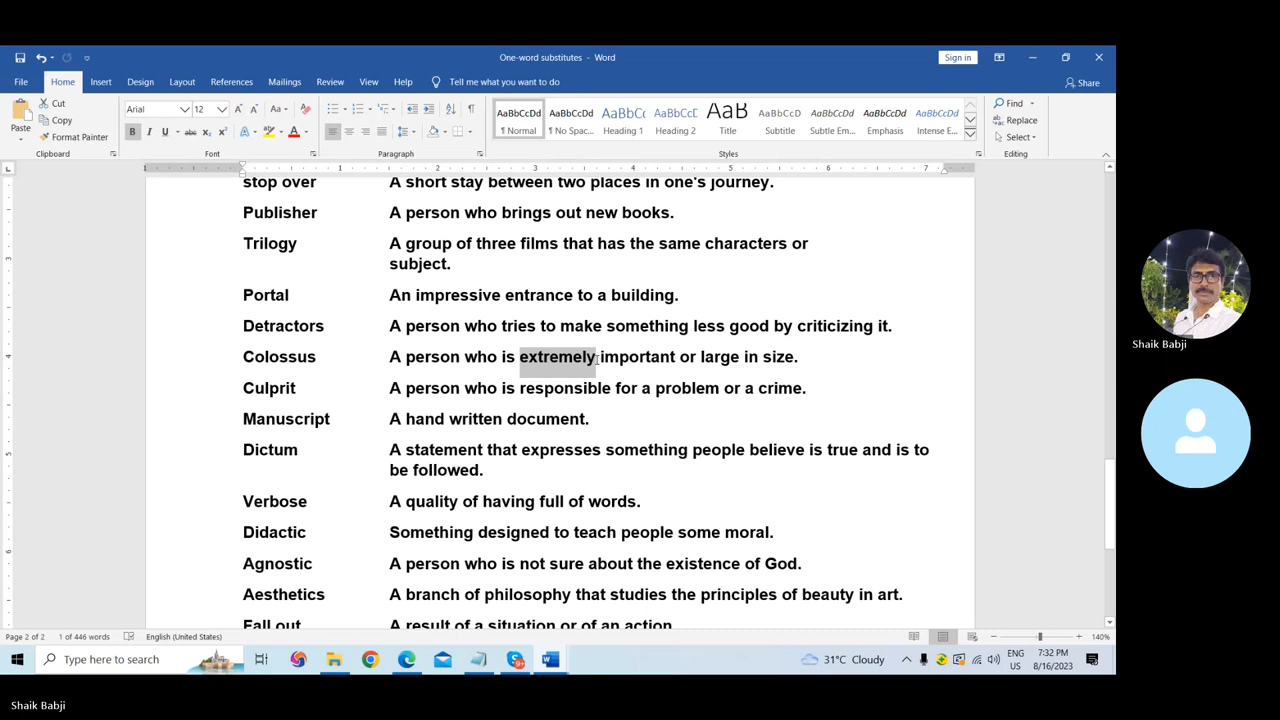 One-word substitutes - Word
Sign in
File Home Insert Design Layout References Mailings Review View Help Tell me what you want to do Share
Paste
Cut
Copy
Format Painter
Clipboard
Arial 12
Font
Paragraph
AaBbCcDd AaBbCcDd AaBbCc AaBbCcD AaB AaBbCcD AaBbCcDd AaBbCcDd AaBbCcDd
¶ Normal ¶ No Spac... Heading 1 Heading 2 Title Subtitle Subtle Em... Emphasis Intense E...
Styles
Find
Replace
Select
Editing
stop over A short stay between two places in one's journey.
Publisher A person who brings out new books.
Trilogy A group of three films that has the same characters or
subject.
Portal An impressive entrance to a building.
Detractors A person who tries to make something less good by criticizing it.
Colossus A person who is extremely important or large in size.
Culprit A person who is responsible for a problem or a crime.
Manuscript A hand written document.
Dictum A statement that expresses something people believe is true and is to
be followed.
Verbose A quality of having full of words.
Didactic Something designed to teach people some moral.
Agnostic A person who is not sure about the existence of God.
Aesthetics A branch of philosophy that studies the principles of beauty in art.
Fall out A result of a situation or of an action
Page 2 of 2 1 of 446 words English (United States) 140%
Type here to search 31°C Cloudy ENG US 7:32 PM 8/16/2023
Shaik Babji
Shaik Babji